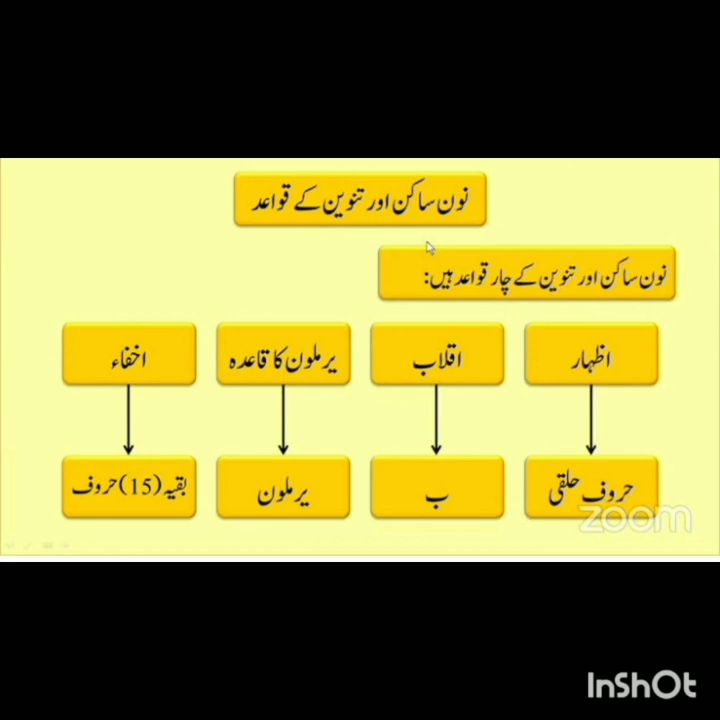 نون ساکن اور تنوین کے قواعد
نون ساکن اور تنوین کے چار قواعد ہیں:
اظہار
اقلاب
یرملون کا قاعدہ
اخفاء
حروف حلقی
ب
یرملون
بقیہ (15) حروف
zoom
InShOt